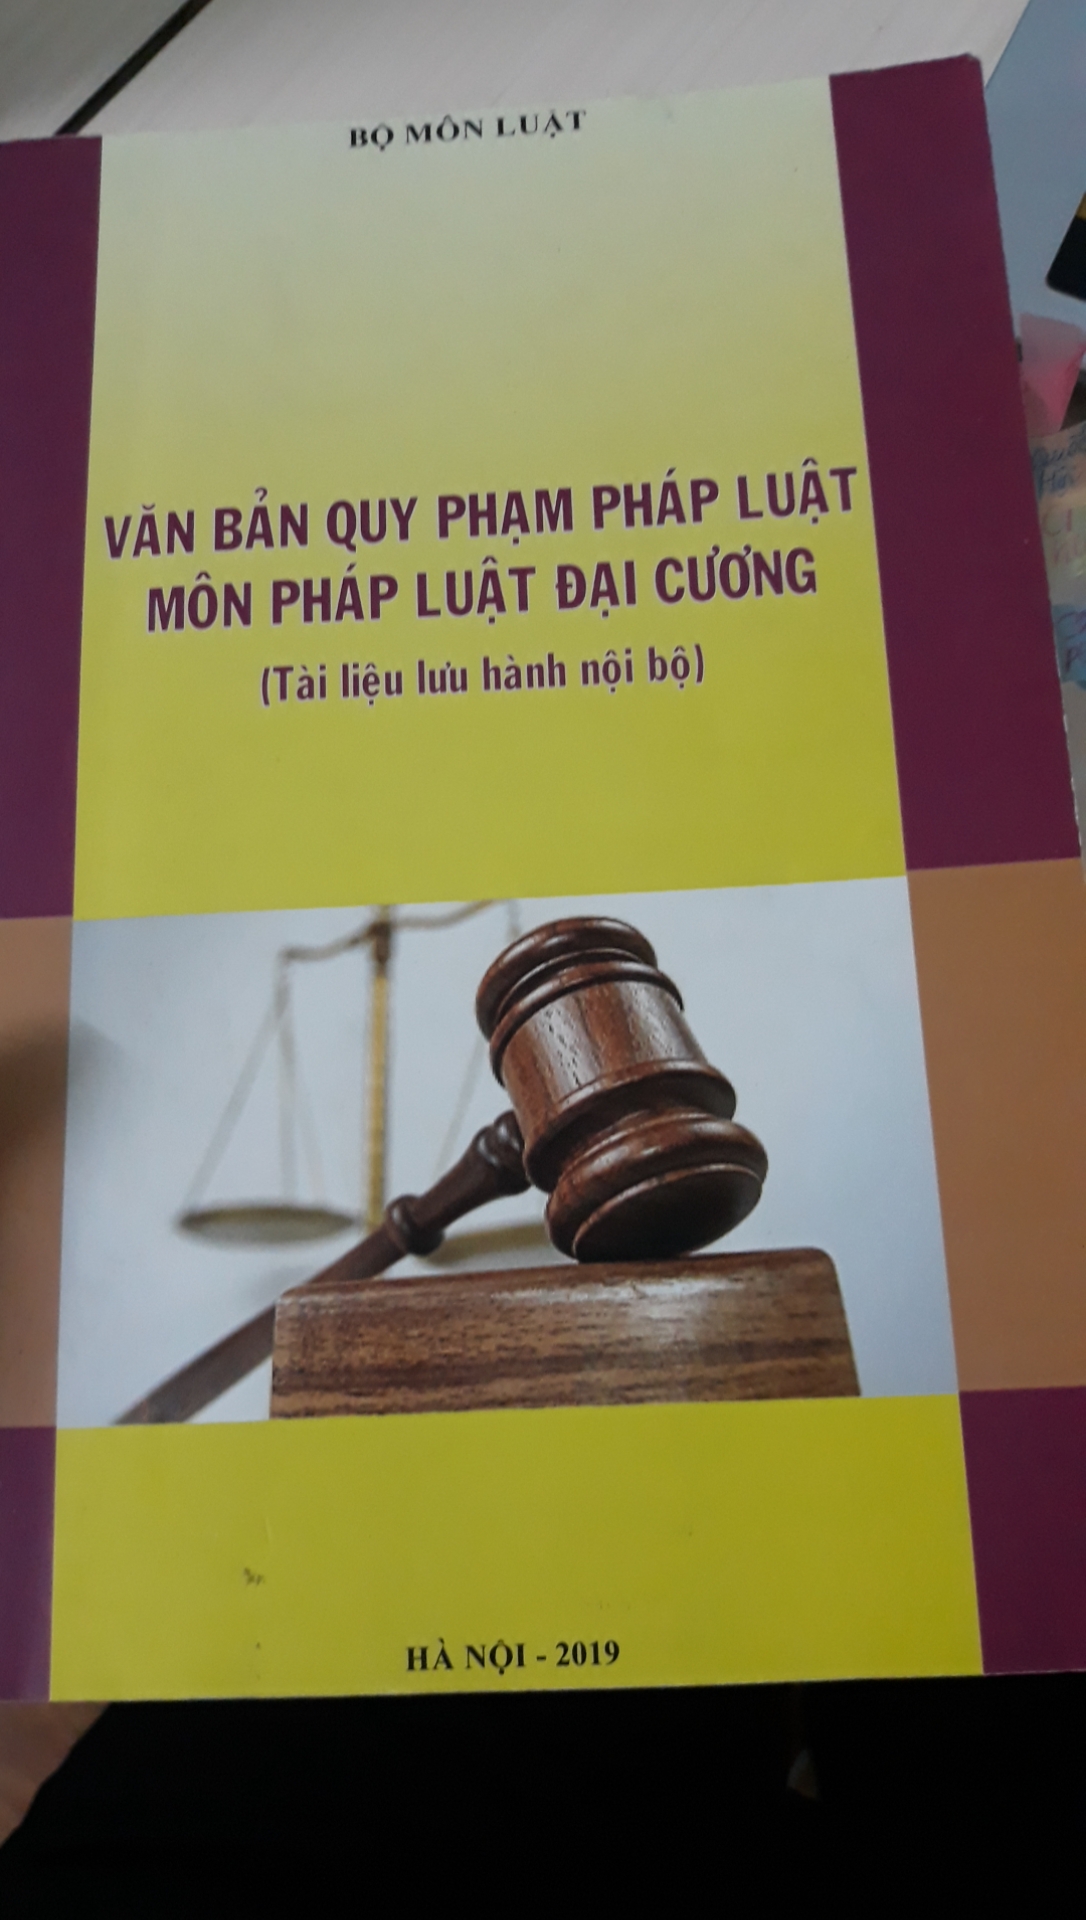 BỘ MÔN LUẬT
VĂN BẢN QUY PHẠM PHÁP LUẬT
MÔN PHÁP LUẬT ĐẠI CƯƠNG
(Tài liệu lưu hành nội bộ)
HÀ NỘI - 2019